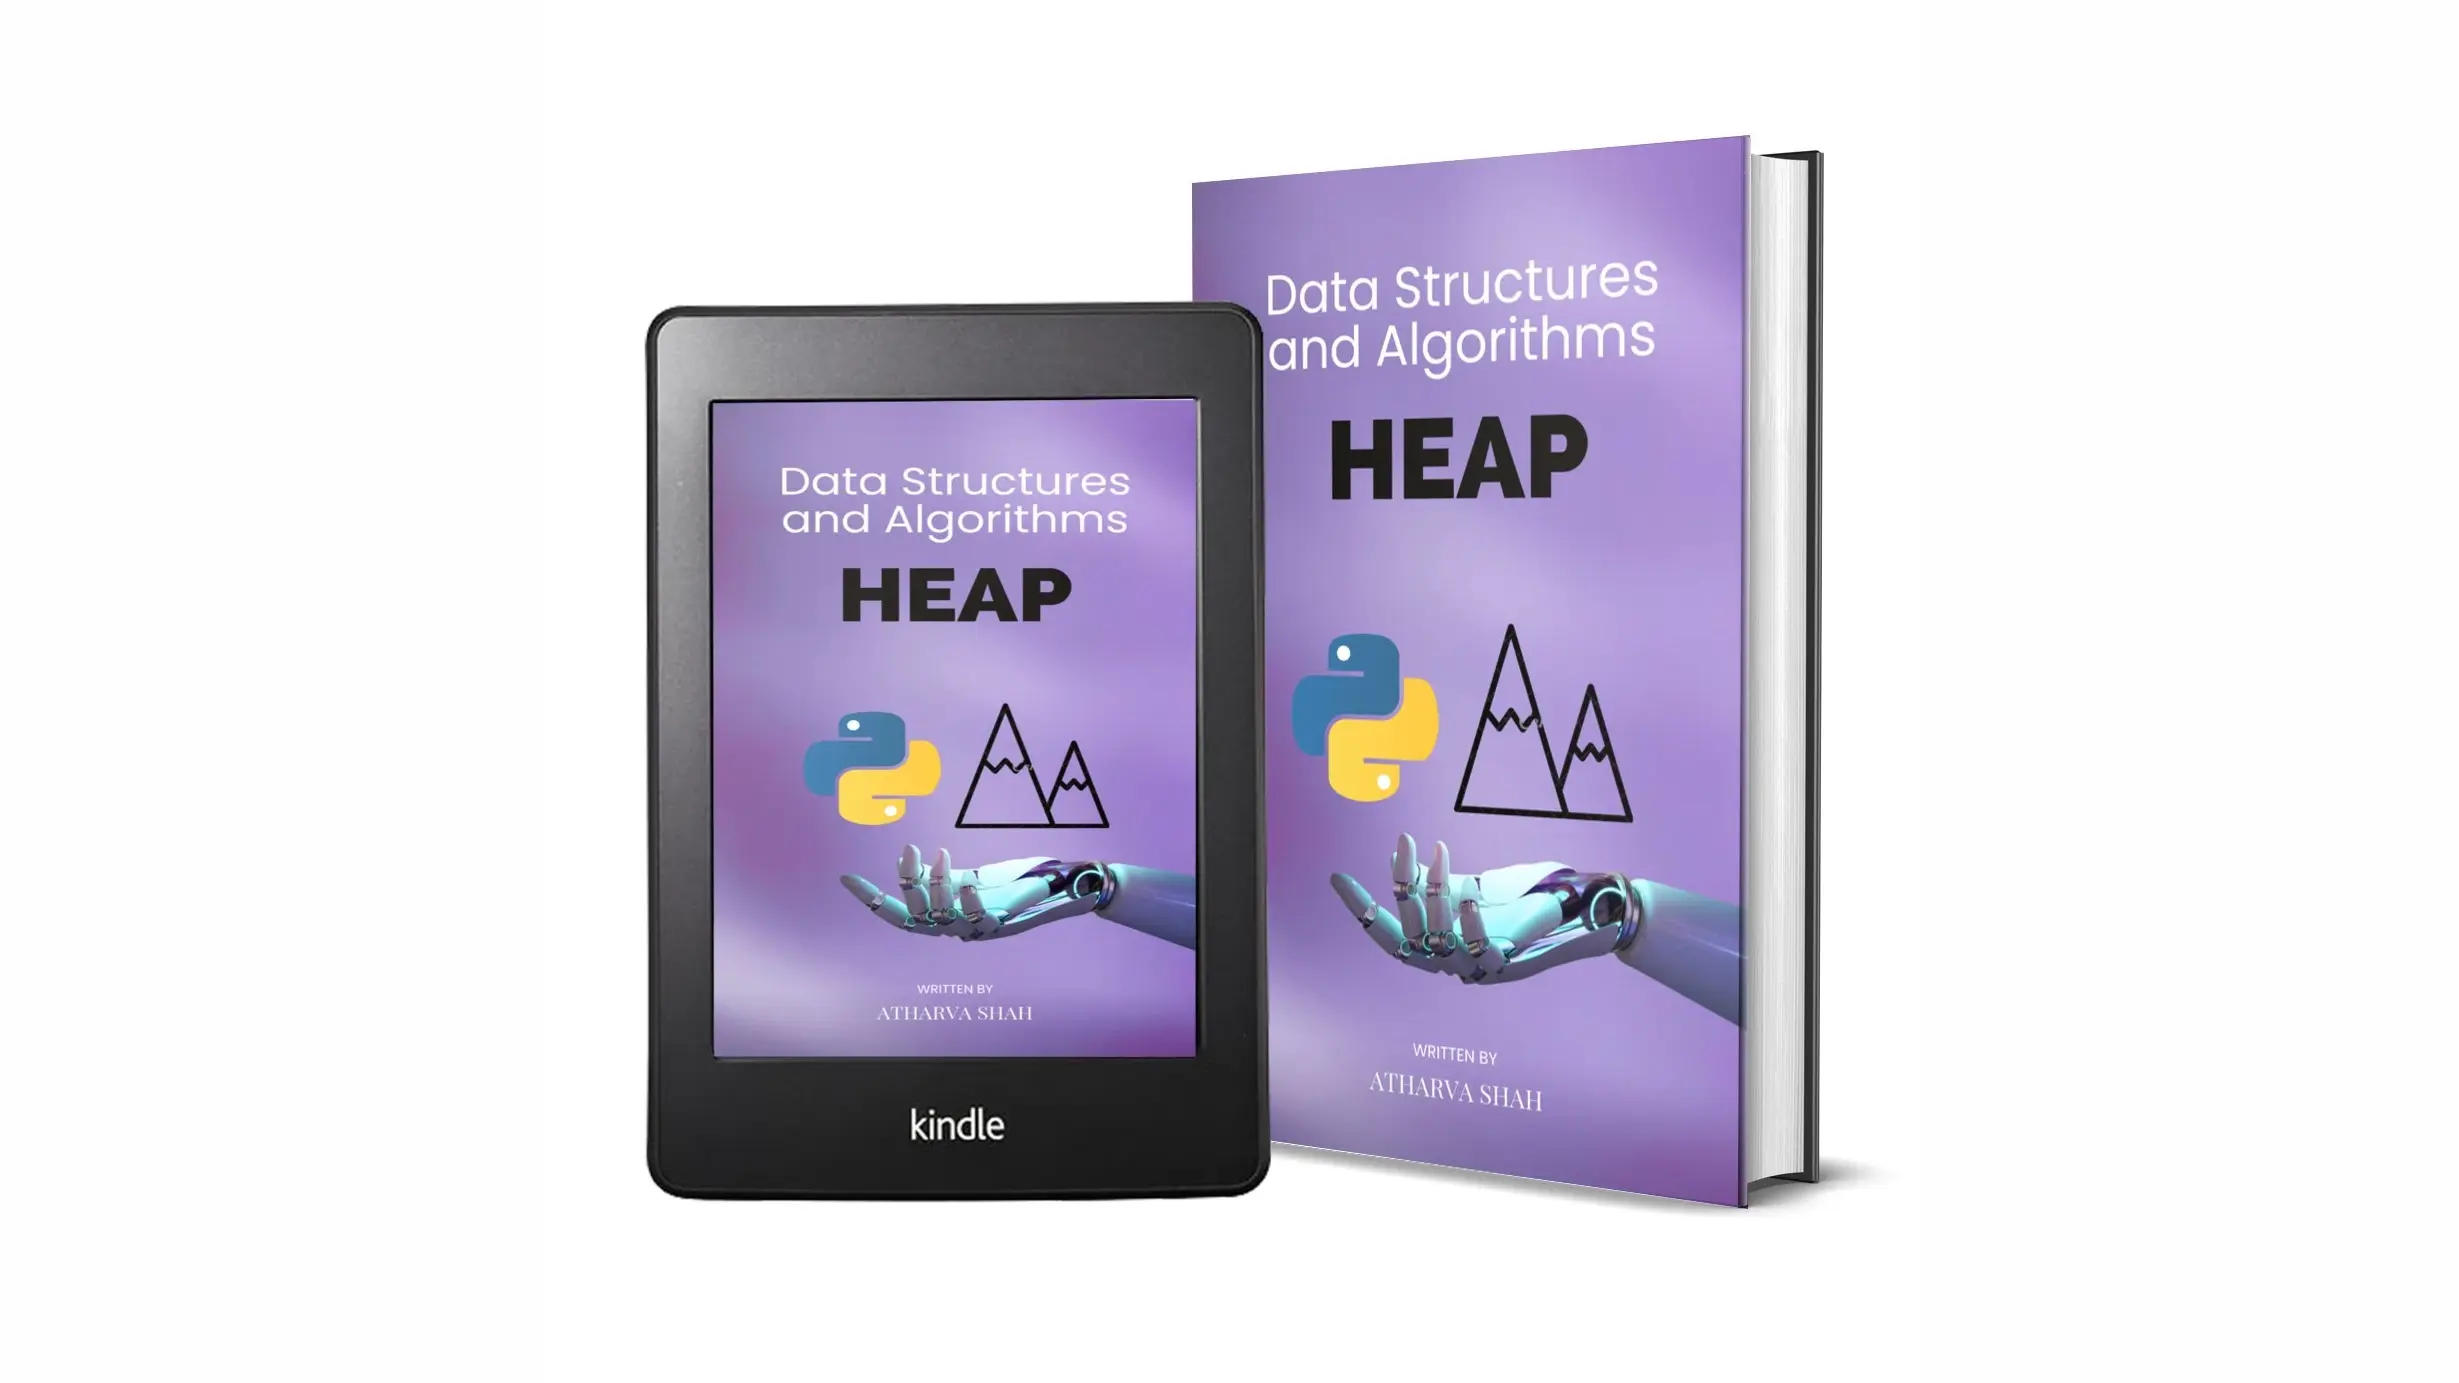 Data Structures
and Algorithms
HEAP
WRITTEN BY
ATHARVA SHAH
kindle
Data Structures
and Algorithms
HEAP
WRITTEN BY
ATHARVA SHAH